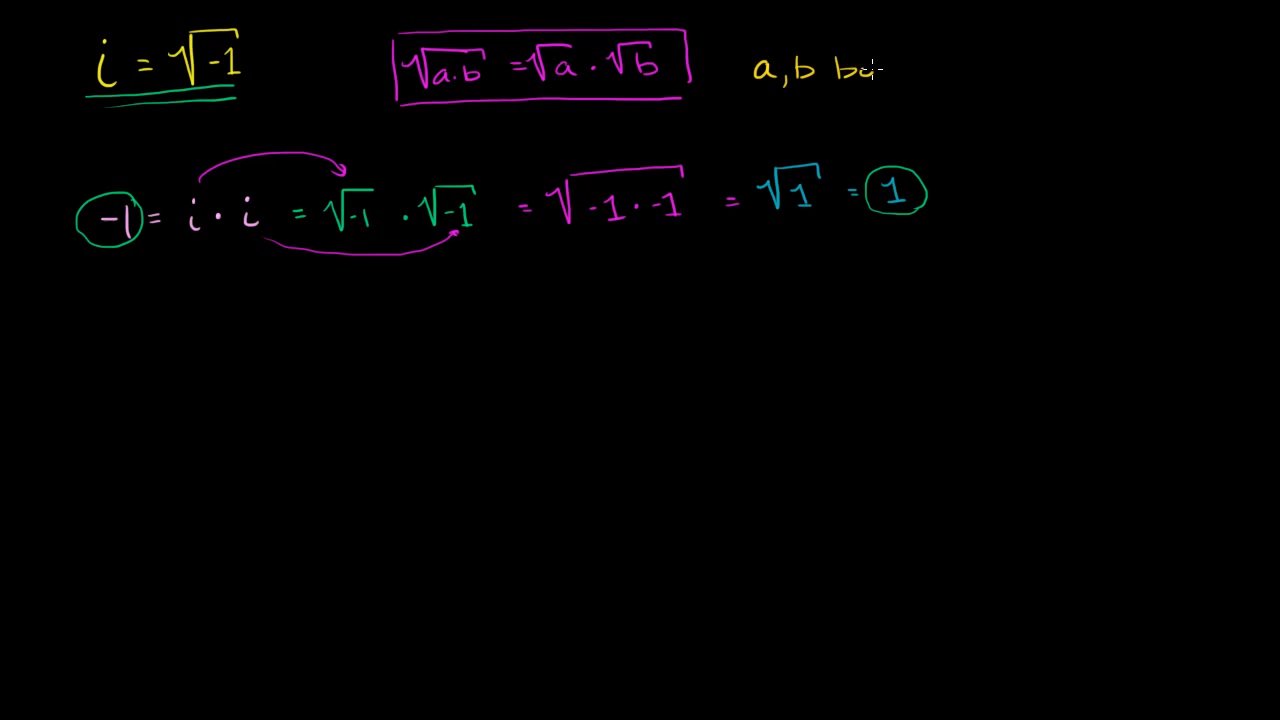 i = √-1 √a·b = √a · √b a, b
-1 = i · i = √-1 · √-1 = √-1 · -1 = √1 = 1